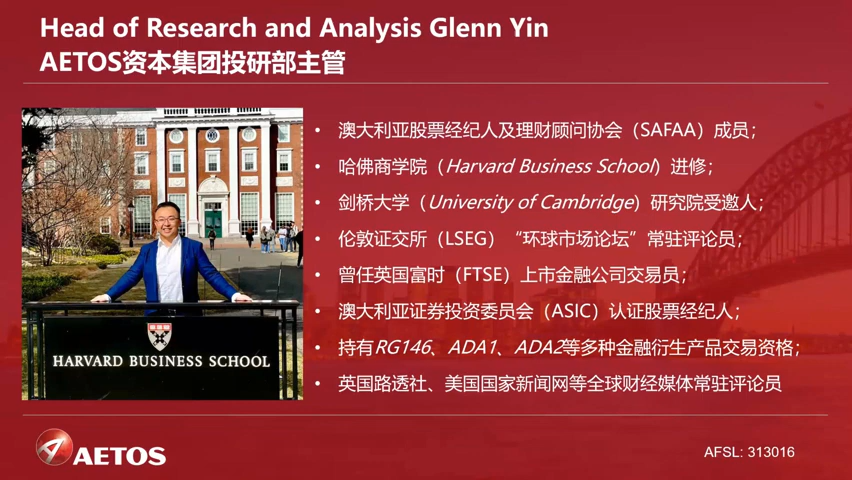 Head of Research and Analysis Glenn Yin
AETOS资本集团投研部主管
• 澳大利亚股票经纪人及理财顾问协会（SAFAA）成员；
• 哈佛商学院（Harvard Business School）进修；
• 剑桥大学（University of Cambridge）研究院受邀人；
• 伦敦证交所（LSEG）“环球市场论坛”常驻评论员；
• 曾任英国富时（FTSE）上市金融公司交易员；
• 澳大利亚证券投资委员会（ASIC）认证股票经纪人；
• 持有RG146、ADA1、ADA2等多种金融衍生产品交易资格；
• 英国路透社、美国国家新闻网等全球财经媒体常驻评论员
HARVARD BUSINESS SCHOOL
AETOS
AFSL: 313016